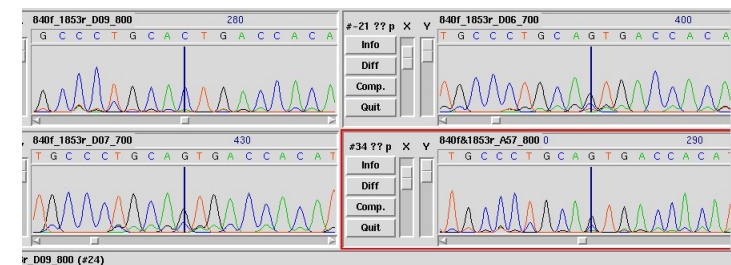 840f_1853r_D09_800 280
G C C C T G C A C T G A C C A C A
#-21 ?? p X Y
Info
Diff
Comp.
Quit
840f_1853r_D06_700 400
T G C C C T G C A G T G A C C A C A
840f_1853r_D07_700 430
T G C C C T G C A G T G A C C A C A T
#34 ?? p X Y
Info
Diff
Comp.
Quit
840f&1853r_A57_800 0 290
T G C C C T G C A G T G A C C A C A T
r_D09_800 (#24)